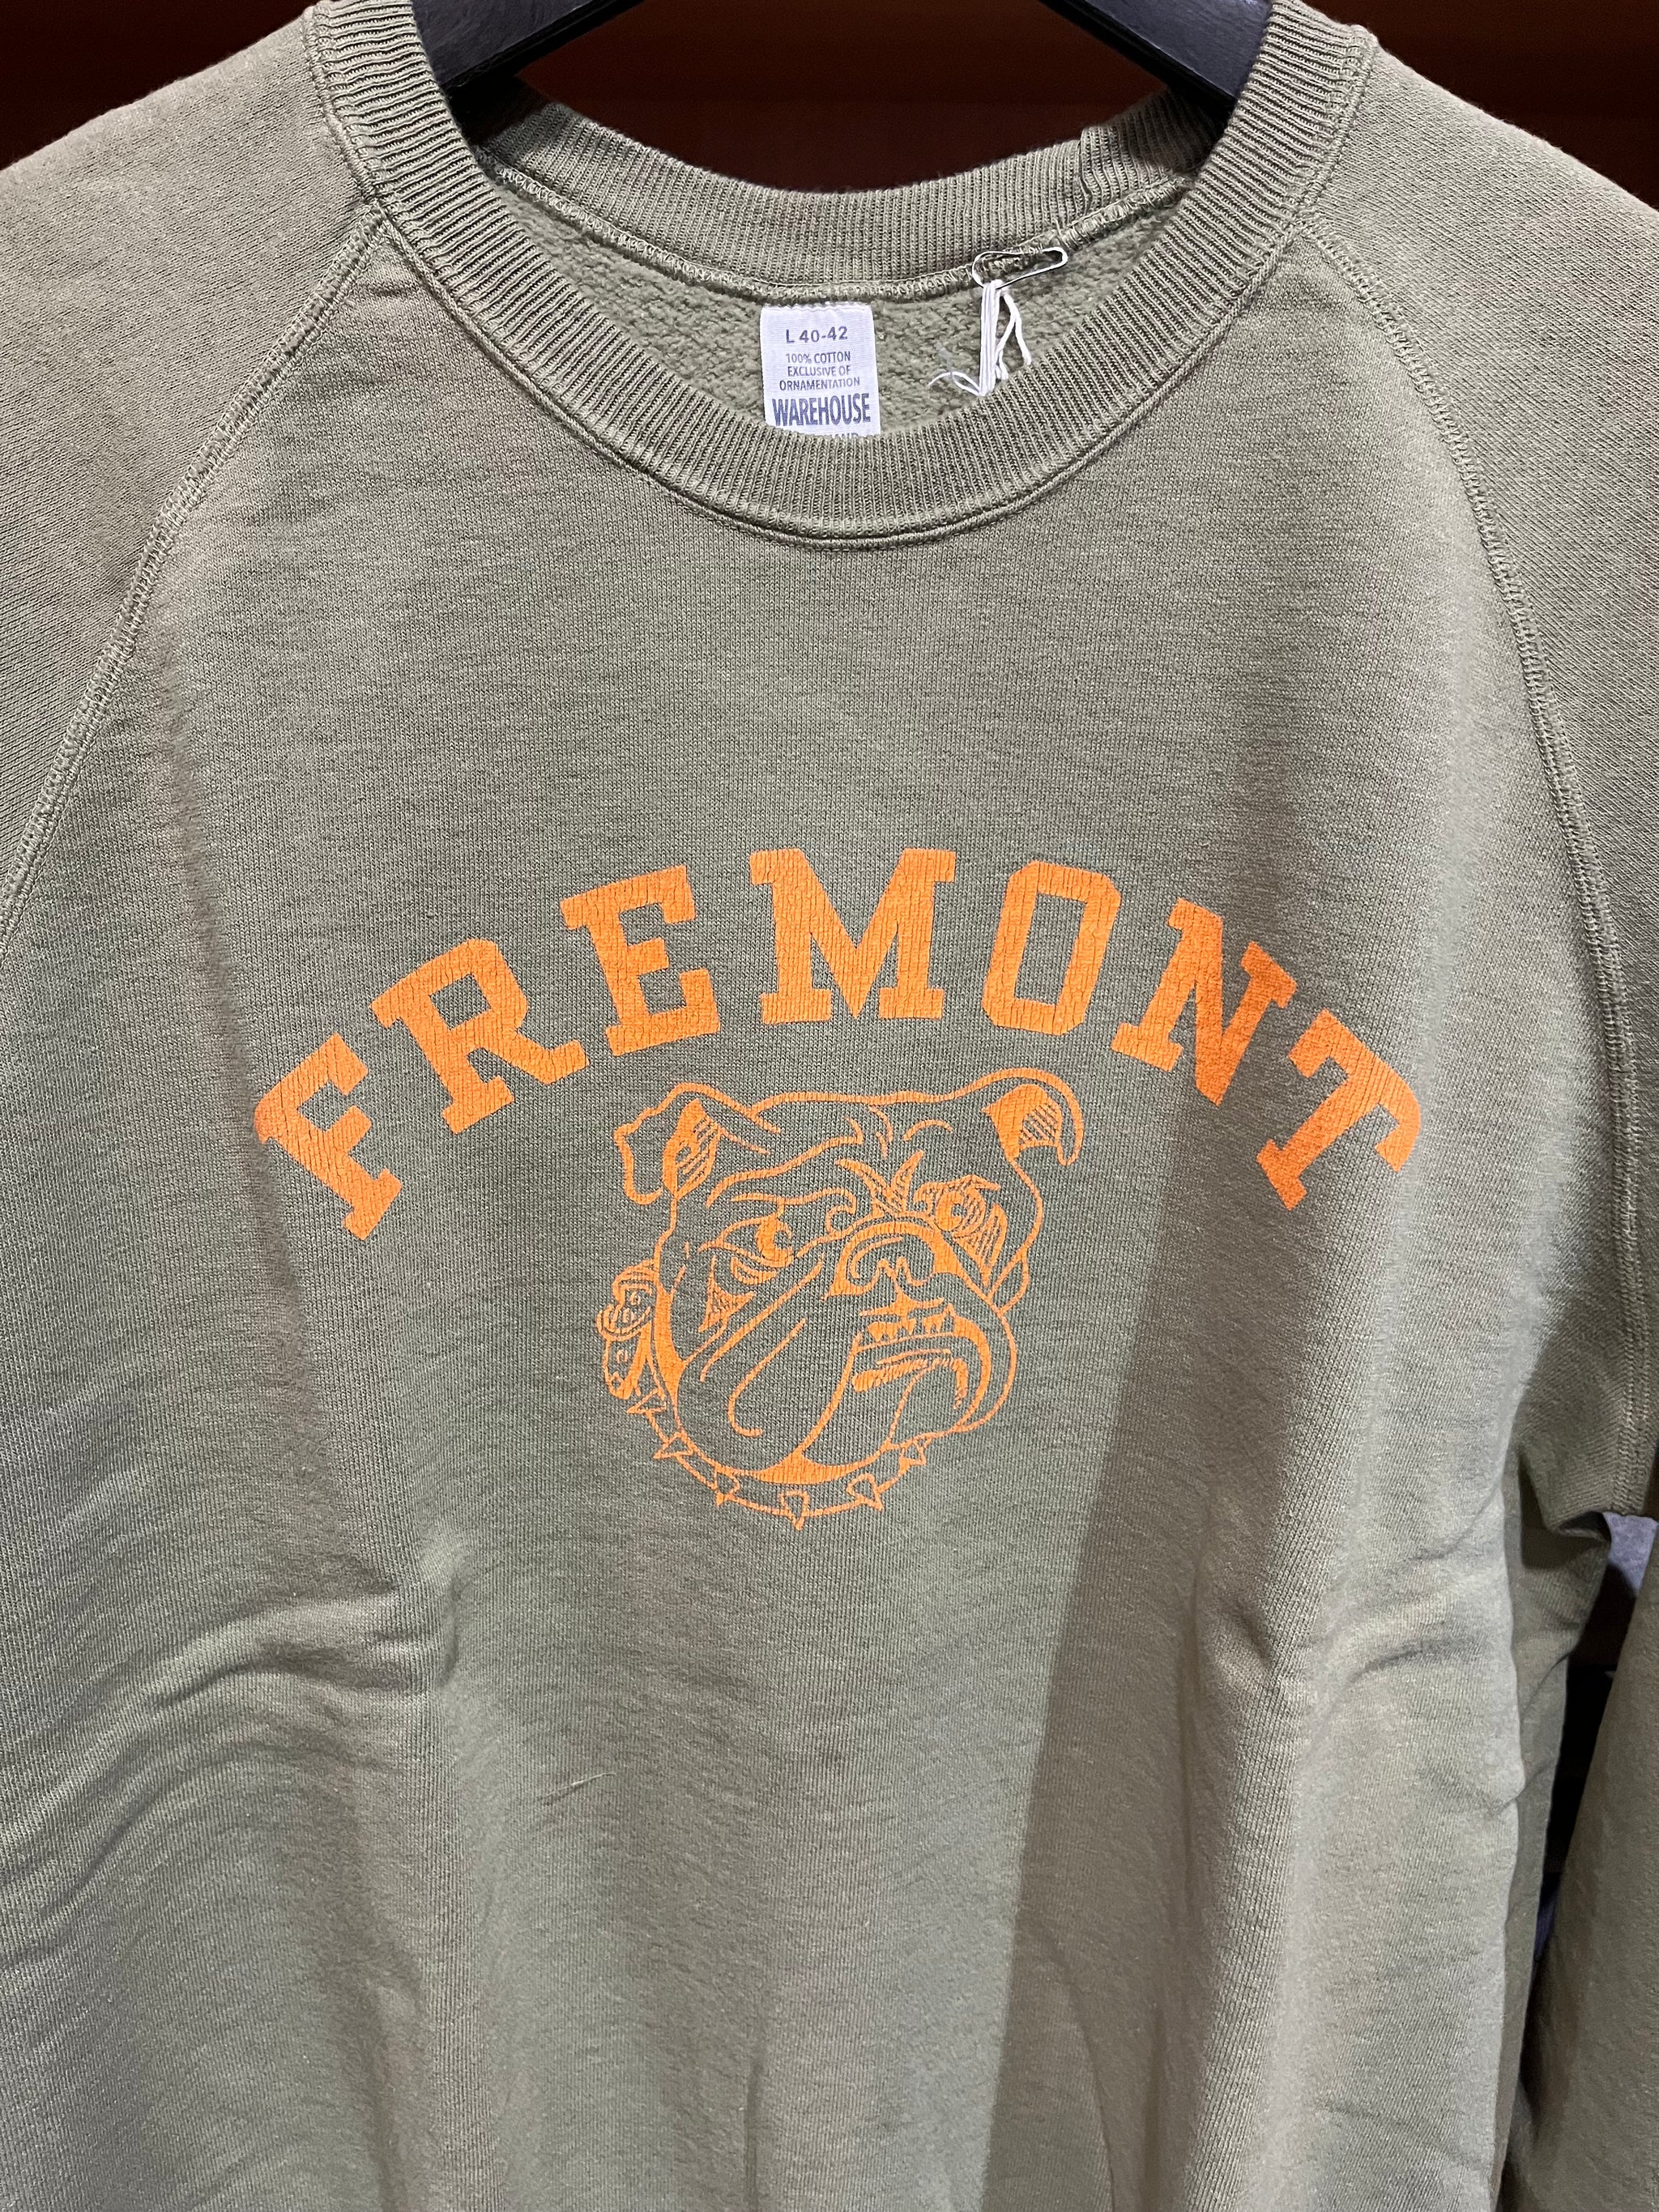 L 40-42
100% COTTON
EXCLUSIVE OF
ORNAMENTATION
WAREHOUSE
FREMONT